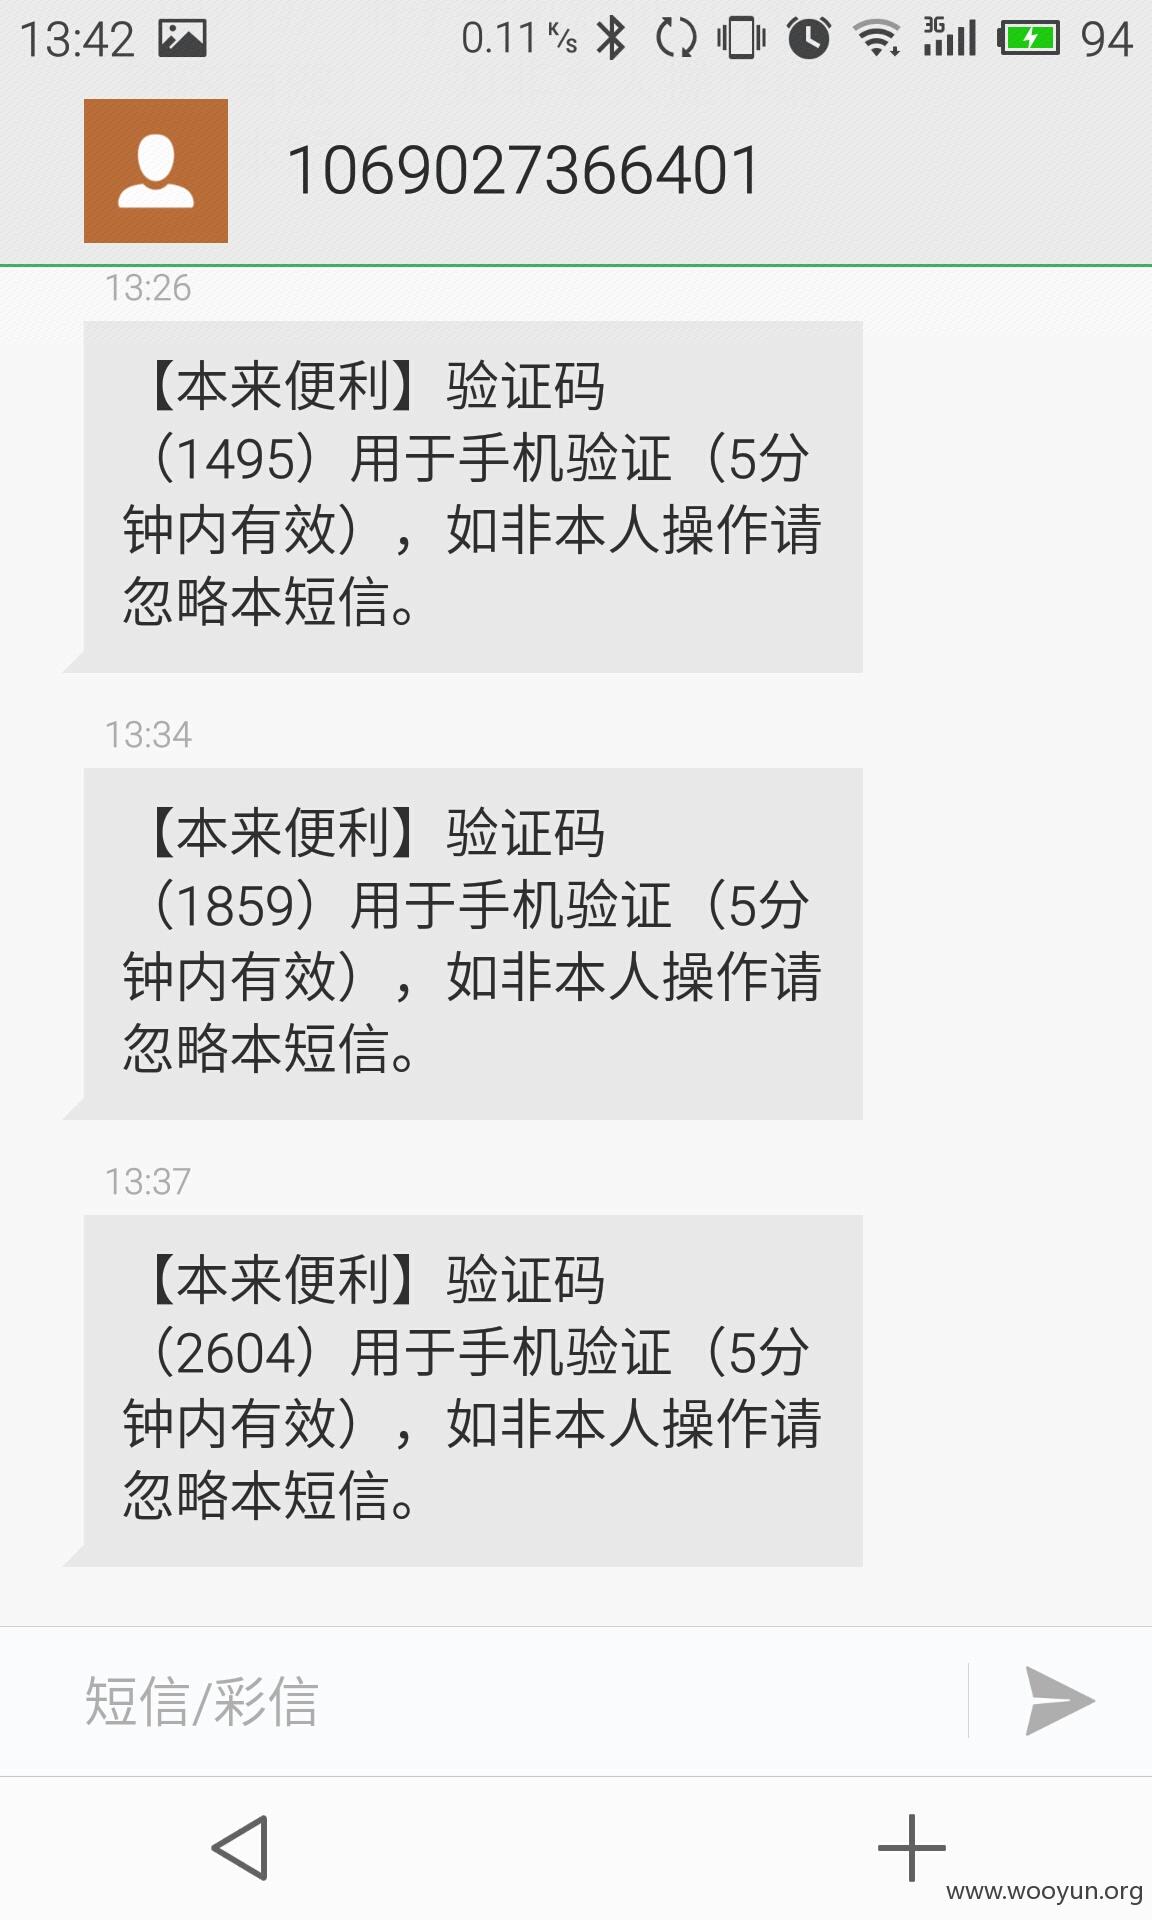 13:42 0.11 K/s 3G 94
1069027366401
13:26
【本来便利】验证码
（1495）用于手机验证（5分
钟内有效），如非本人操作请
忽略本短信。
13:34
【本来便利】验证码
（1859）用于手机验证（5分
钟内有效），如非本人操作请
忽略本短信。
13:37
【本来便利】验证码
（2604）用于手机验证（5分
钟内有效），如非本人操作请
忽略本短信。
短信/彩信
www.wooyun.org